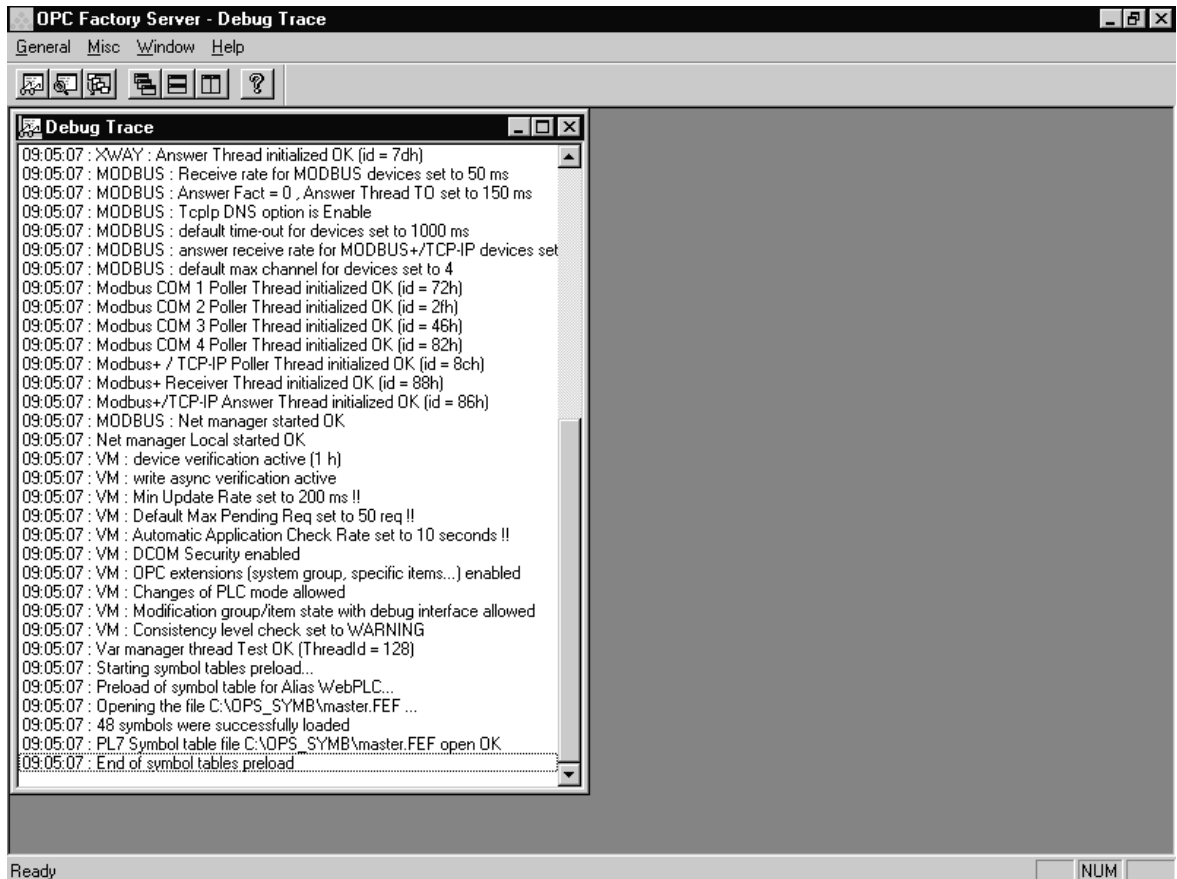 OPC Factory Server - Debug Trace
General Misc Window Help
Debug Trace
09:05:07 : XWAY : Answer Thread initialized OK (id = 7dh)
09:05:07 : MODBUS : Receive rate for MODBUS devices set to 50 ms
09:05:07 : MODBUS : Answer Fact = 0 , Answer Thread TO set to 150 ms
09:05:07 : MODBUS : TcpIp DNS option is Enable
09:05:07 : MODBUS : default time-out for devices set to 1000 ms
09:05:07 : MODBUS : answer receive rate for MODBUS+/TCP-IP devices set
09:05:07 : MODBUS : default max channel for devices set to 4
09:05:07 : Modbus COM 1 Poller Thread initialized OK (id = 72h)
09:05:07 : Modbus COM 2 Poller Thread initialized OK (id = 2fh)
09:05:07 : Modbus COM 3 Poller Thread initialized OK (id = 46h)
09:05:07 : Modbus COM 4 Poller Thread initialized OK (id = 82h)
09:05:07 : Modbus+ / TCP-IP Poller Thread initialized OK (id = 8ch)
09:05:07 : Modbus+ Receiver Thread initialized OK (id = 88h)
09:05:07 : Modbus+/TCP-IP Answer Thread initialized OK (id = 86h)
09:05:07 : MODBUS : Net manager started OK
09:05:07 : Net manager Local started OK
09:05:07 : VM : device verification active (1 h)
09:05:07 : VM : write async verification active
09:05:07 : VM : Min Update Rate set to 200 ms !!
09:05:07 : VM : Default Max Pending Req set to 50 req !!
09:05:07 : VM : Automatic Application Check Rate set to 10 seconds !!
09:05:07 : VM : DCOM Security enabled
09:05:07 : VM : OPC extensions (system group, specific items...) enabled
09:05:07 : VM : Changes of PLC mode allowed
09:05:07 : VM : Modification group/item state with debug interface allowed
09:05:07 : VM : Consistency level check set to WARNING
09:05:07 : Var manager thread Test OK (ThreadId = 128)
09:05:07 : Starting symbol tables preload...
09:05:07 : Preload of symbol table for Alias WebPLC...
09:05:07 : Opening the file C:\OPS_SYMB\master.FEF ...
09:05:07 : 48 symbols were successfully loaded
09:05:07 : PL7 Symbol table file C:\OPS_SYMB\master.FEF open OK
09:05:07 : End of symbol tables preload
Ready NUM